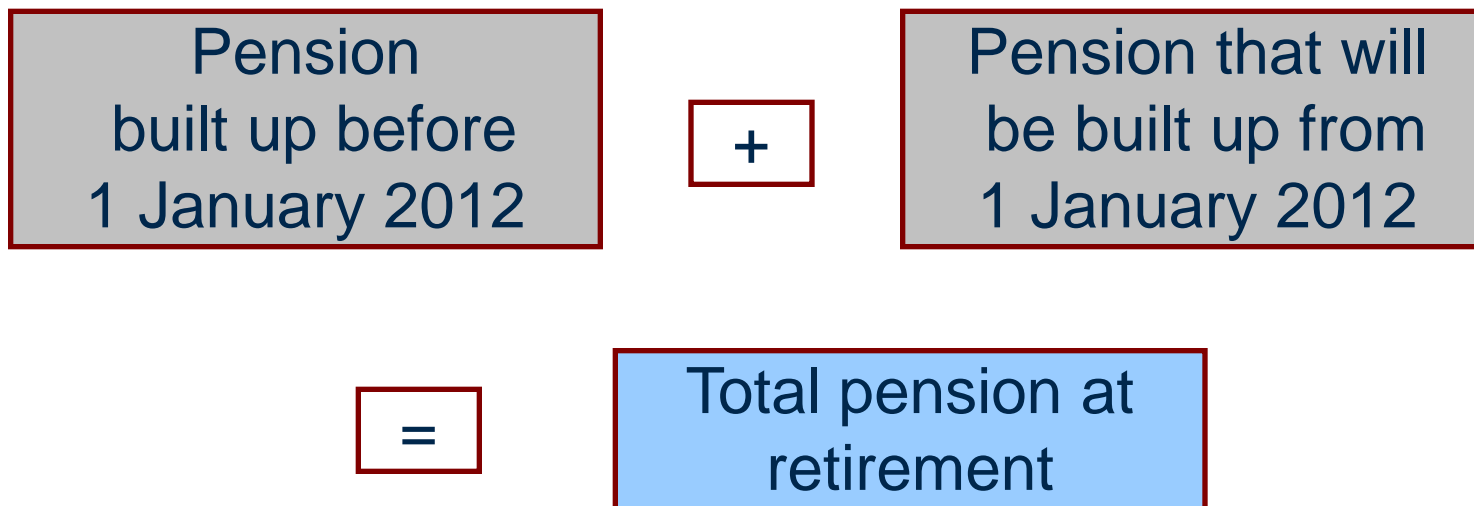 Pension
built up before
1 January 2012
+
Pension that will
be built up from
1 January 2012
=
Total pension at
retirement